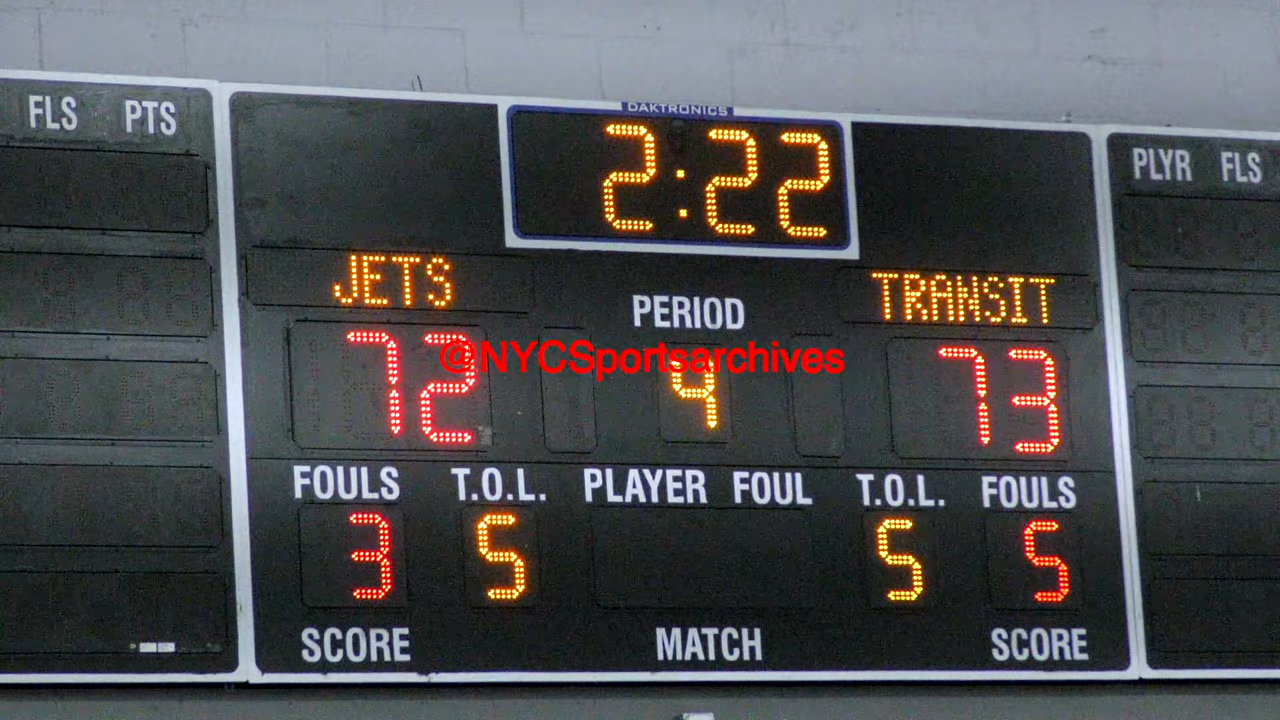 DAKTRONICS
2:22
FLS PTS
PLYR FLS
JETS
TRANSIT
PERIOD
72
4
73
@NYCSportsarchives
FOULS T.O.L. PLAYER FOUL T.O.L. FOULS
3 5 5 5
SCORE MATCH SCORE